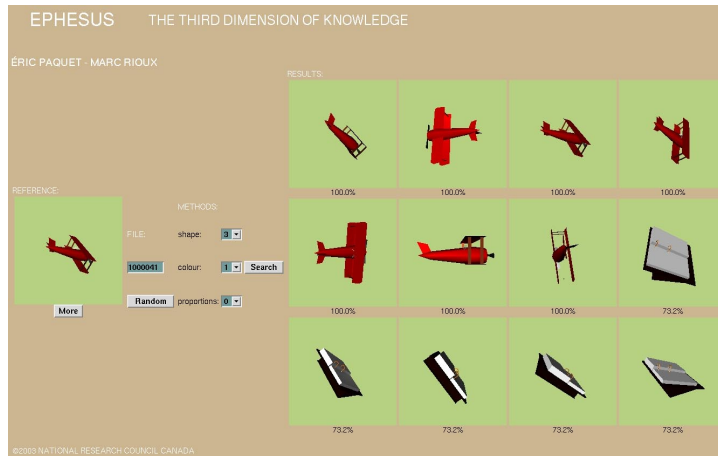 EPHESUS THE THIRD DIMENSION OF KNOWLEDGE
ÉRIC PAQUET - MARC RIOUX
RESULTS:
100.0% 100.0% 100.0% 100.0%
REFERENCE:
METHODS:
FILE: shape: 3
1000041 colour: 1 Search
Random proportions: 0
More
100.0% 100.0% 100.0% 73.2%
73.2% 73.2% 73.2% 73.2%
©2003 NATIONAL RESEARCH COUNCIL CANADA